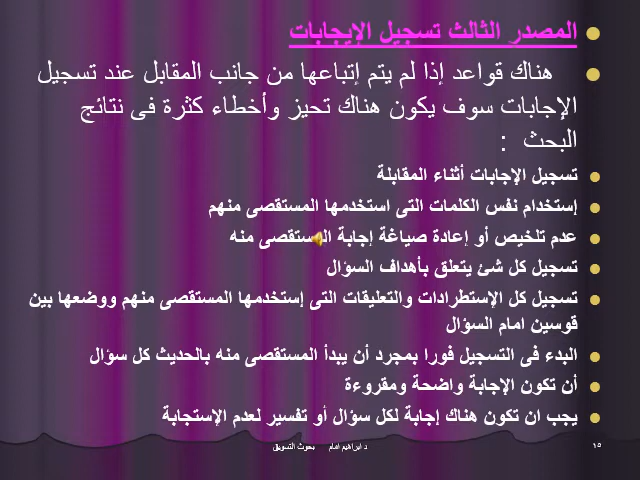 المصدر الثالث تسجيل الإيجابات
هناك قواعد إذا لم يتم إتباعها من جانب المقابل عند تسجيل
الإجابات سوف يكون هناك تحيز وأخطاء كثرة فى نتائج
البحث :
تسجيل الإجابات أثناء المقابلة
إستخدام نفس الكلمات التى استخدمها المستقصى منهم
عدم تلخيص أو إعادة صياغة إجابة المستقصى منه
تسجيل كل شئ يتعلق بأهداف السؤال
تسجيل كل الإستطرادات والتعليقات التى إستخدمها المستقصى منهم ووضعها بين
قوسين امام السؤال
البدء فى التسجيل فورا بمجرد أن يبدأ المستقصى منه بالحديث كل سؤال
أن تكون الإجابة واضحة ومقروءة
يجب ان تكون هناك إجابة لكل سؤال أو تفسير لعدم الإستجابة
د ابراهيم امام بحوث التسويق
١٥